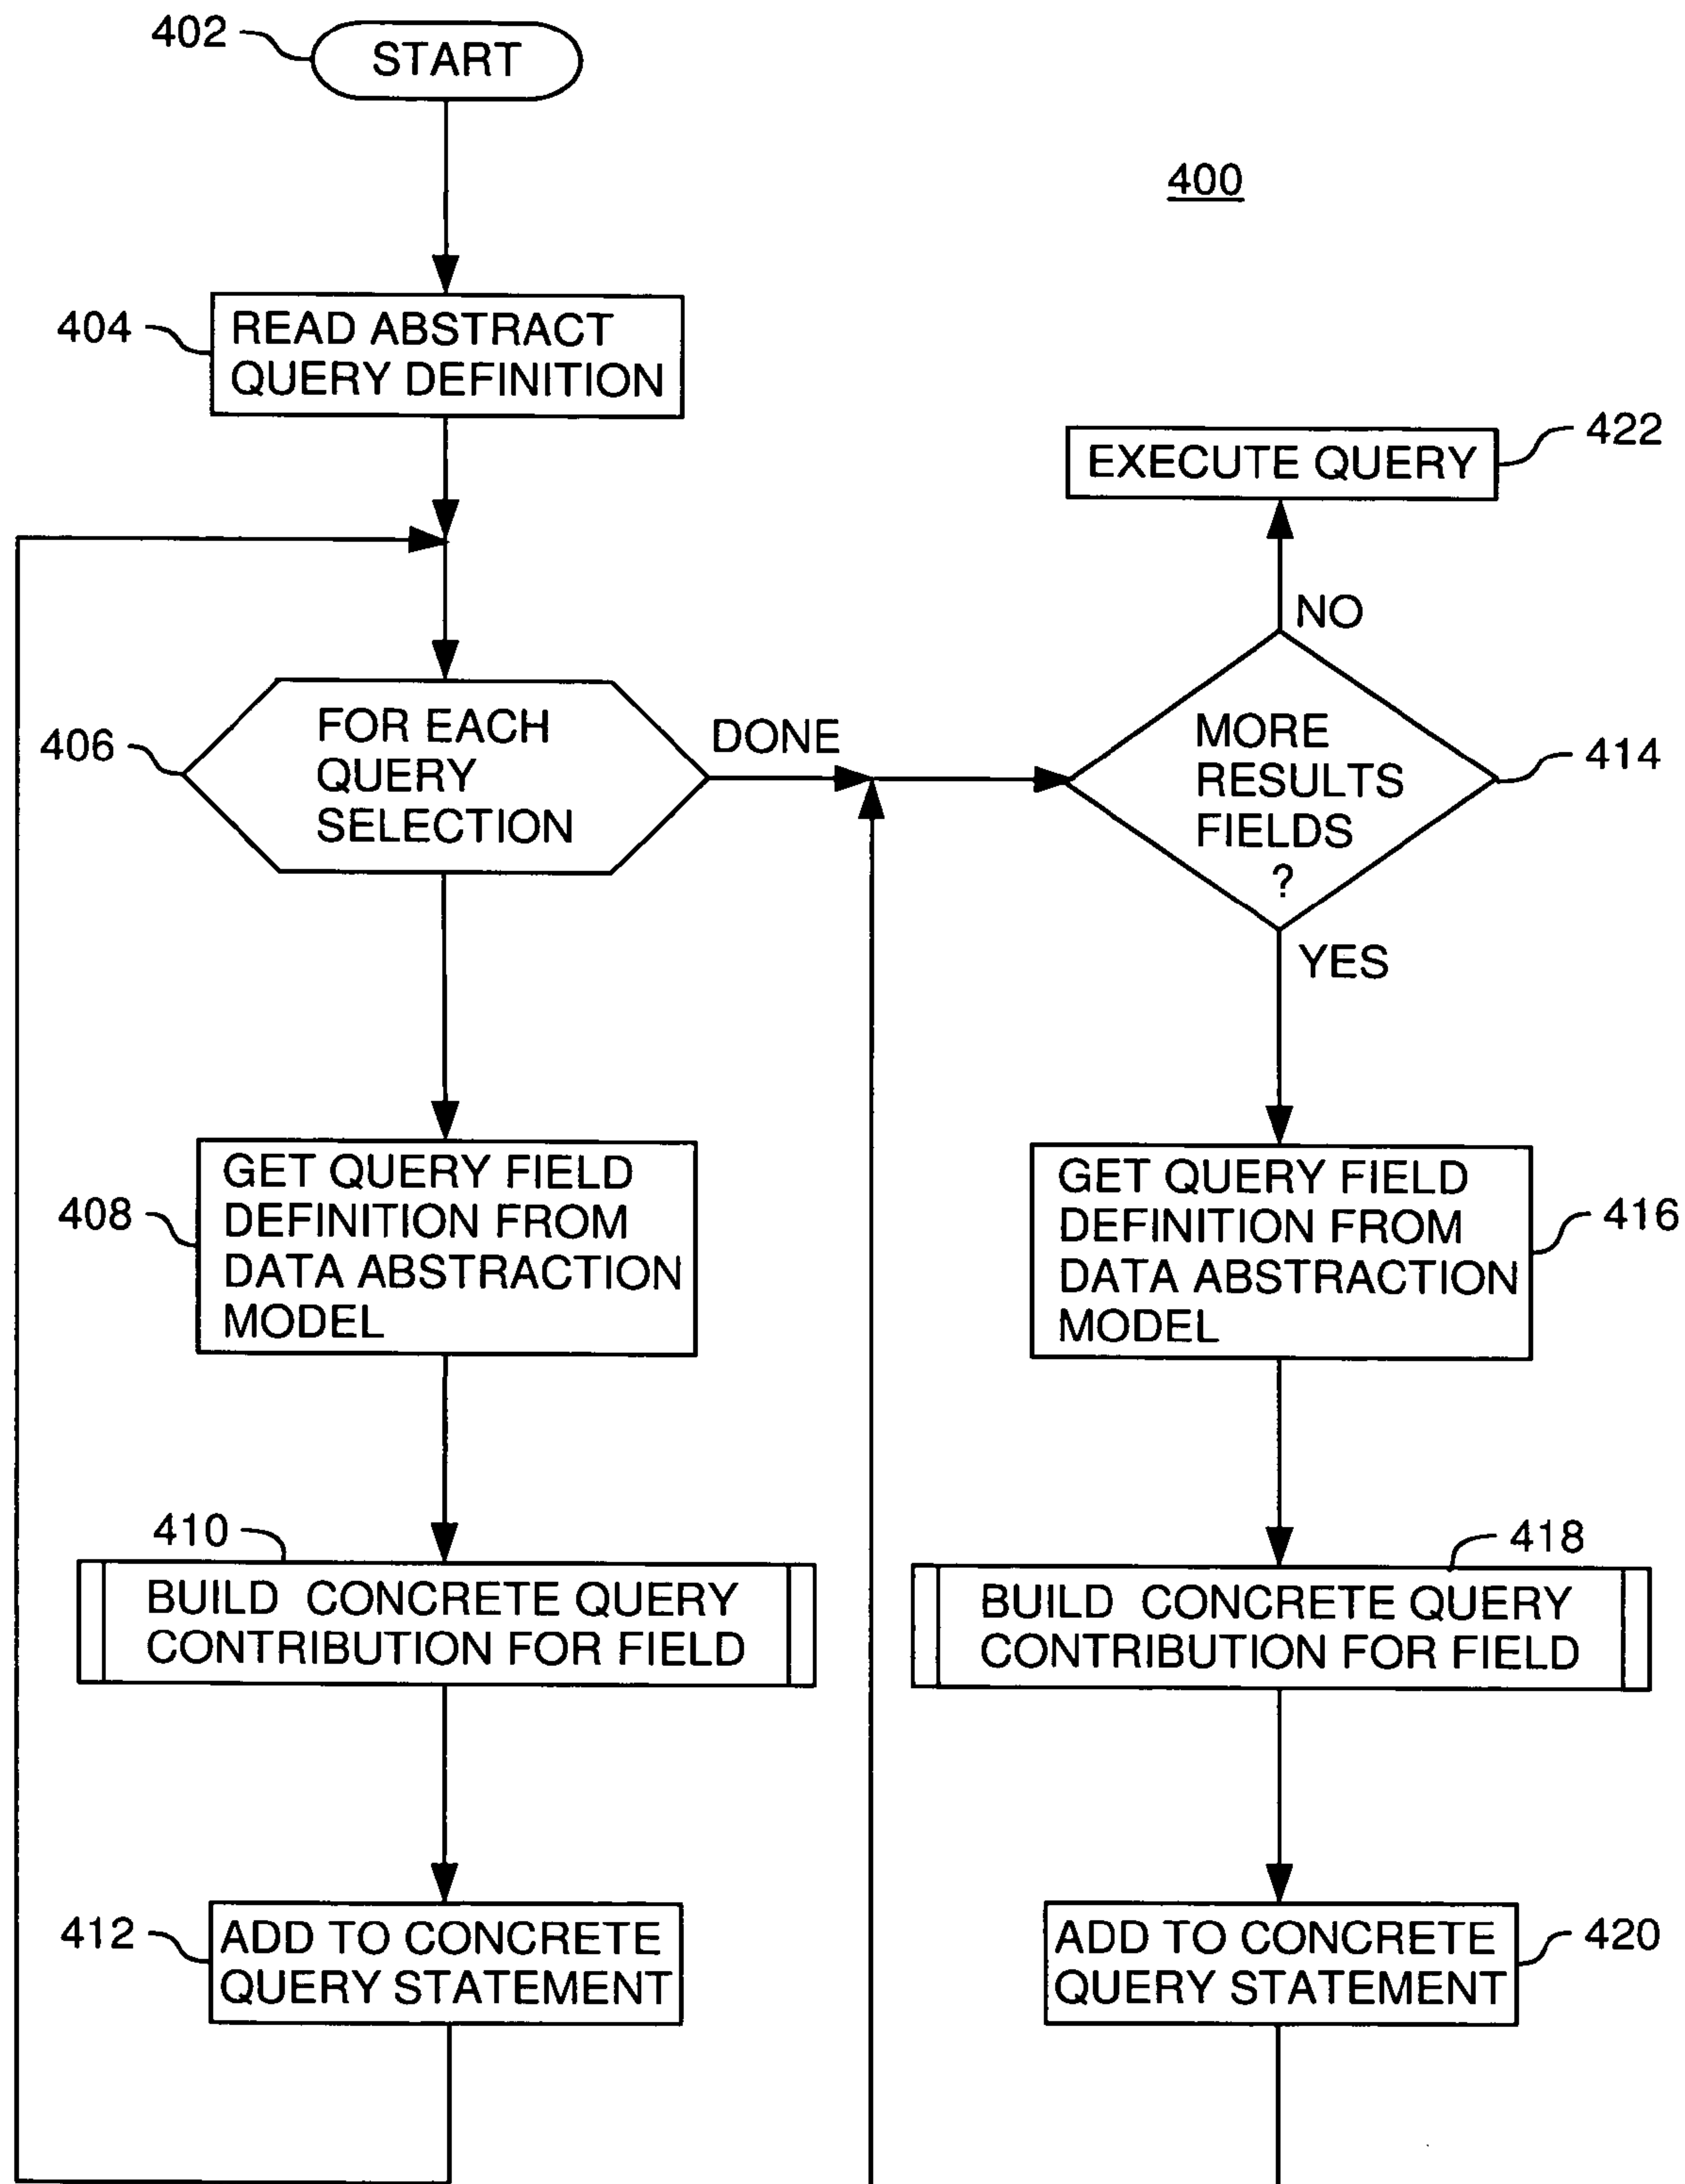 402
START
400
404
READ ABSTRACT
QUERY DEFINITION
422
EXECUTE QUERY
NO
406
FOR EACH
QUERY
SELECTION
DONE
MORE
RESULTS
FIELDS
?
414
YES
408
GET QUERY FIELD
DEFINITION FROM
DATA ABSTRACTION
MODEL
GET QUERY FIELD
DEFINITION FROM
DATA ABSTRACTION
MODEL
416
410
BUILD CONCRETE QUERY
CONTRIBUTION FOR FIELD
418
BUILD CONCRETE QUERY
CONTRIBUTION FOR FIELD
412
ADD TO CONCRETE
QUERY STATEMENT
ADD TO CONCRETE
QUERY STATEMENT
420